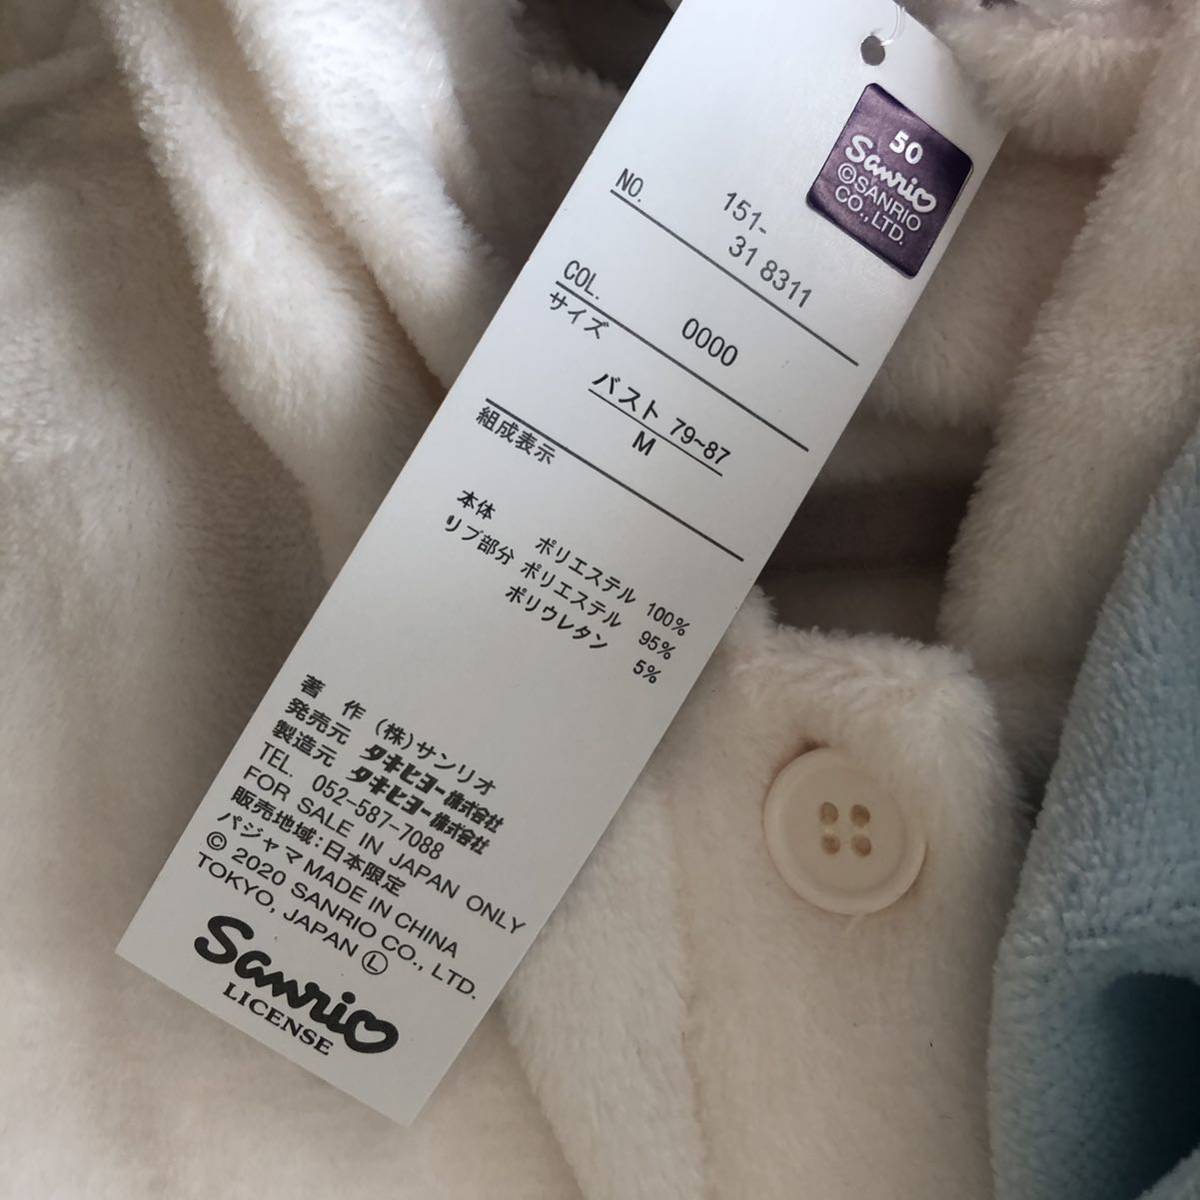 50
Sanrio
©SANRIO
CO.,LTD.
NO. 151-
31 8311
COL. 0000
サイズ
バスト 79~87
M
組成表示
本体 ポリエステル 100%
リブ部分 ポリエステル 95%
ポリウレタン 5%
著 作 (株)サンリオ
発売元 タキヒヨー株式会社
製造元 タキヒヨー株式会社
TEL. 052-587-7088
FOR SALE IN JAPAN ONLY
販売地域:日本限定
パジャマ MADE IN CHINA
© 2020 SANRIO CO., LTD.
TOKYO, JAPAN Ⓛ
Sanrio
LICENSE